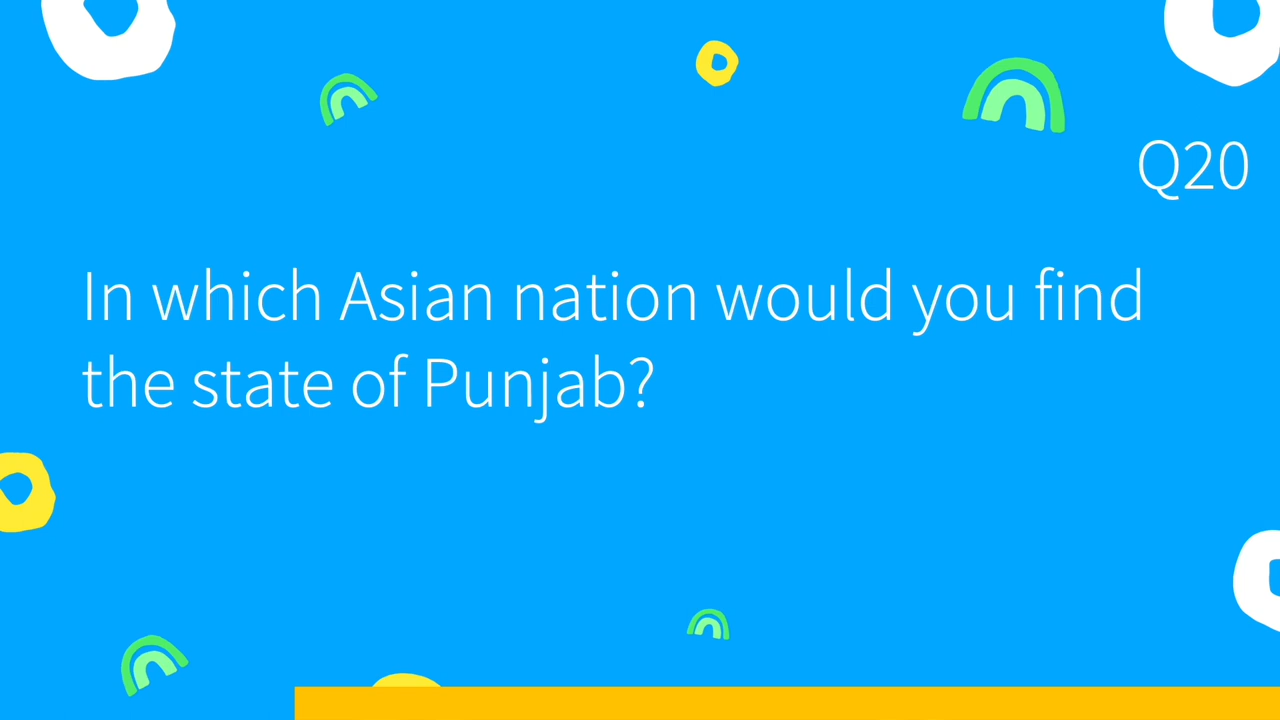 Q20
In which Asian nation would you find
the state of Punjab?